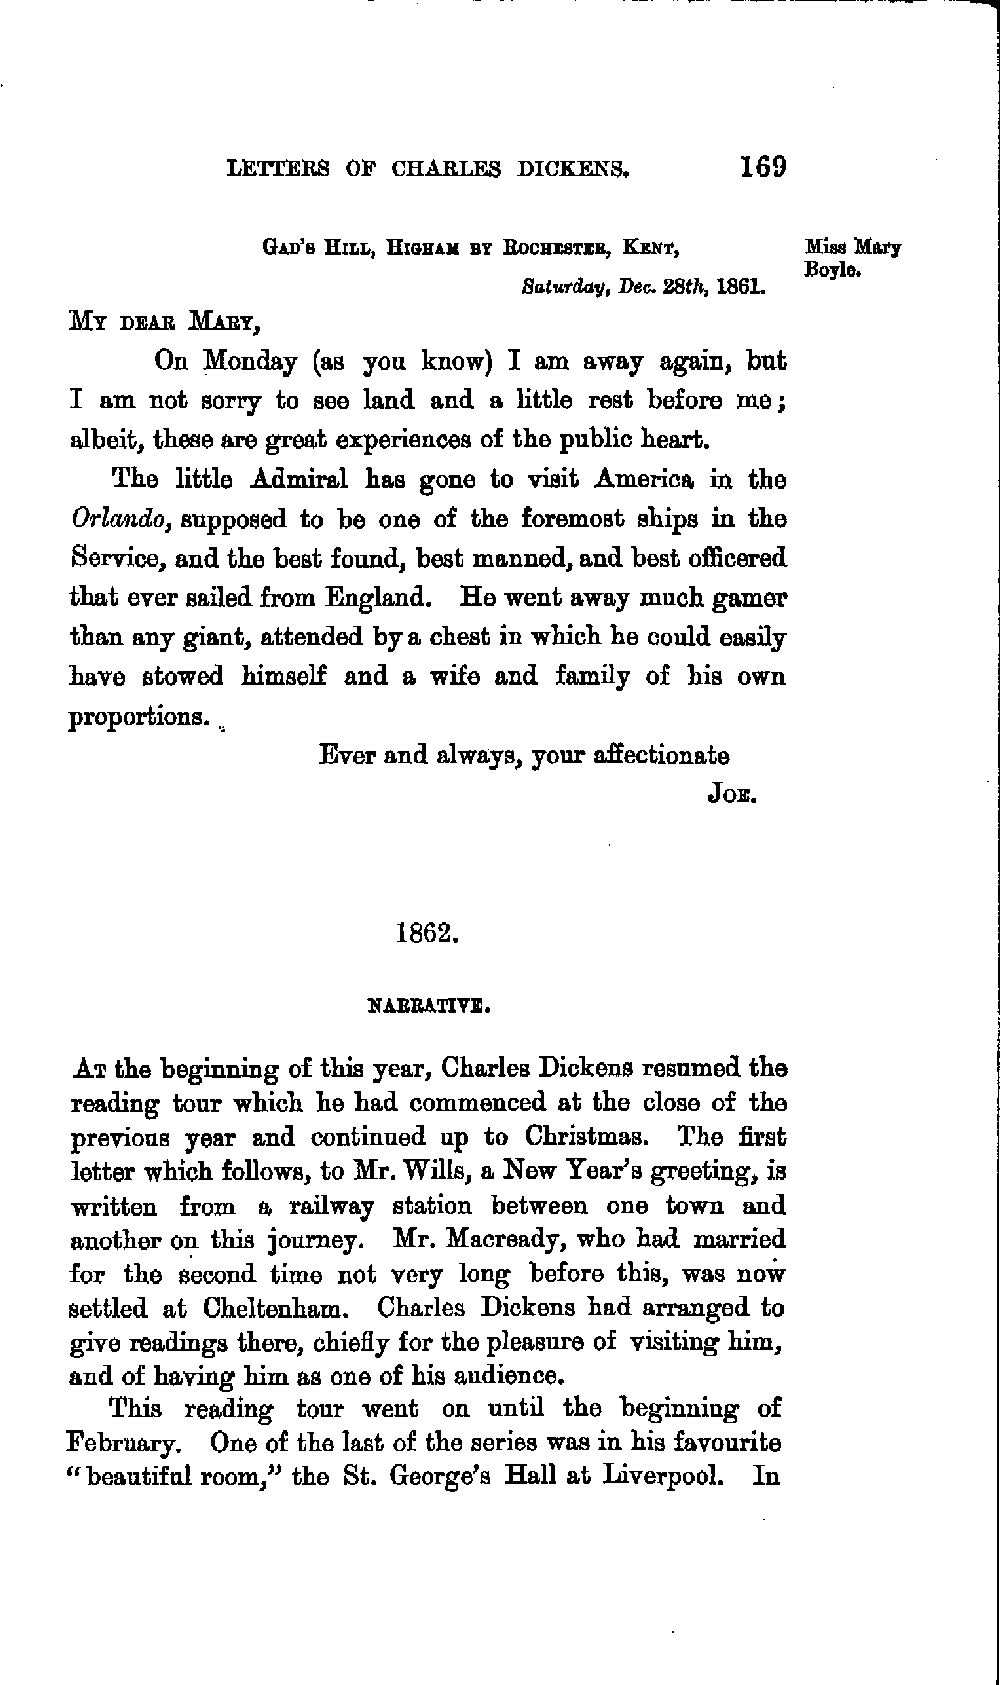 LETTERS OF CHARLES DICKENS. 169
GAD'S HILL, HIGHAM BY ROCHESTER, KENT,
Miss Mary
Boyle.
Saturday, Dec. 28th, 1861.
MY DEAR MARY,
On Monday (as you know) I am away again, but
I am not sorry to see land and a little rest before me;
albeit, these are great experiences of the public heart.
The little Admiral has gone to visit America in the
Orlando, supposed to be one of the foremost ships in the
Service, and the best found, best manned, and best officered
that ever sailed from England. He went away much gamer
than any giant, attended by a chest in which he could easily
have stowed himself and a wife and family of his own
proportions.
Ever and always, your affectionate
JOE.
1862.
NARRATIVE.
AT the beginning of this year, Charles Dickens resumed the
reading tour which he had commenced at the close of the
previous year and continued up to Christmas. The first
letter which follows, to Mr. Wills, a New Year's greeting, is
written from a railway station between one town and
another on this journey. Mr. Macready, who had married
for the second time not very long before this, was now
settled at Cheltenham. Charles Dickens had arranged to
give readings there, chiefly for the pleasure of visiting him,
and of having him as one of his audience.
This reading tour went on until the beginning of
February. One of the last of the series was in his favourite
"beautiful room," the St. George's Hall at Liverpool. In